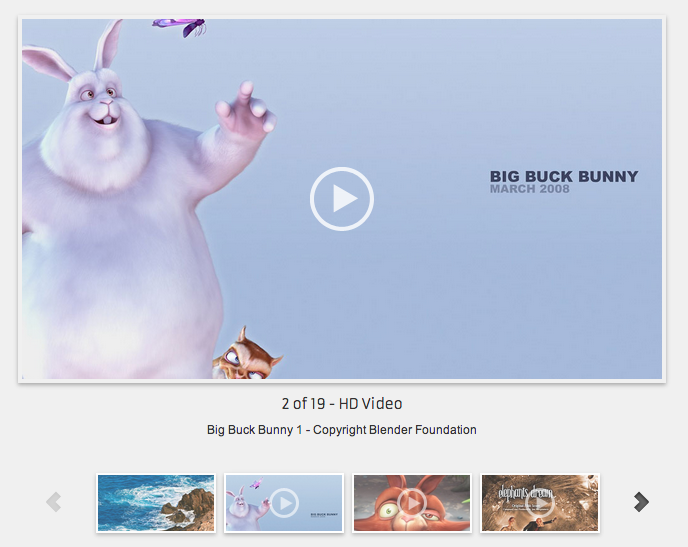 BIG BUCK BUNNY
MARCH 2008
2 of 19 - HD Video
Big Buck Bunny 1 - Copyright Blender Foundation
BIG BUCK BUNNY
elephants dream